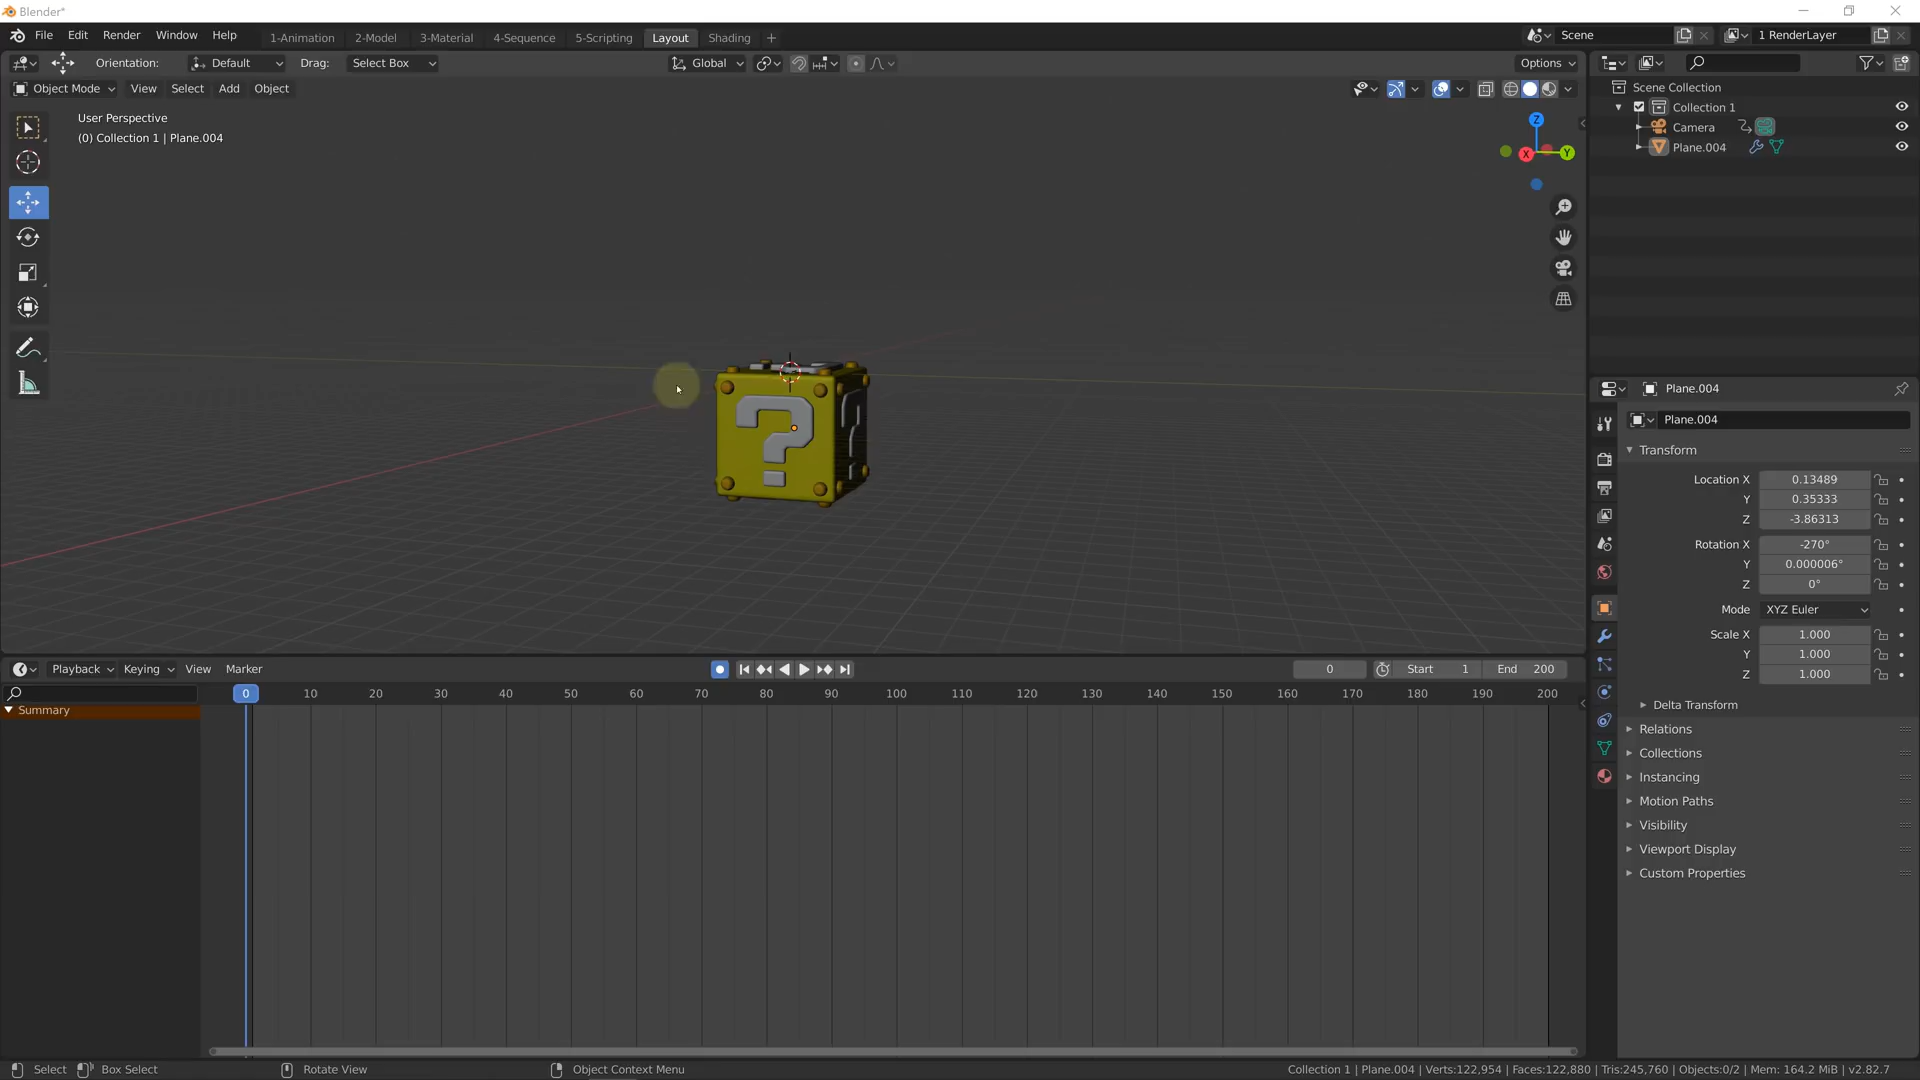 Blender*
File Edit Render Window Help 1-Animation 2-Model 3-Material 4-Sequence 5-Scripting Layout Shading + Scene 1 RenderLayer
Orientation: Default Drag: Select Box Global Options
Object Mode View Select Add Object
User Perspective
(0) Collection 1 | Plane.004
Z
X
Y
?
Scene Collection
Collection 1
Camera
Plane.004
Plane.004
Plane.004
Transform
Location X 0.13489
Y 0.35333
Z -3.86313
Rotation X -270°
Y 0.000006°
Z 0°
Mode XYZ Euler
Scale X 1.000
Y 1.000
Z 1.000
Delta Transform
Relations
Collections
Instancing
Motion Paths
Visibility
Viewport Display
Custom Properties
Playback Keying View Marker 0 Start 1 End 200
0 10 20 30 40 50 60 70 80 90 100 110 120 130 140 150 160 170 180 190 200
Summary
Select Box Select Rotate View Object Context Menu Collection 1 | Plane.004 | Verts:122,954 | Faces:122,880 | Tris:245,760 | Objects:0/2 | Mem: 164.2 MiB | v2.82.7